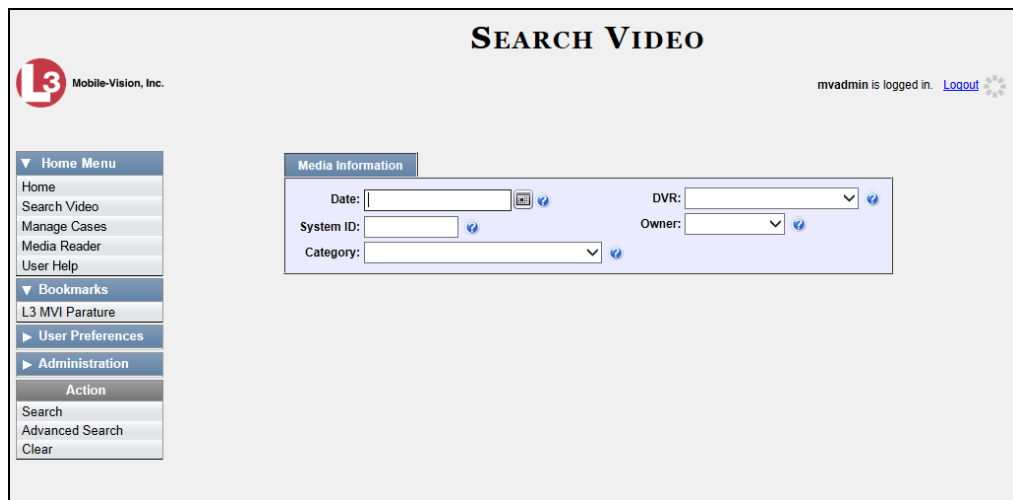 SEARCH VIDEO
L3 Mobile-Vision, Inc.
mvadmin is logged in. Logout
Home Menu
Home
Search Video
Manage Cases
Media Reader
User Help
Bookmarks
L3 MVI Parature
User Preferences
Administration
Action
Search
Advanced Search
Clear
Media Information
Date: ? DVR: ?
System ID: ? Owner: ?
Category: ?